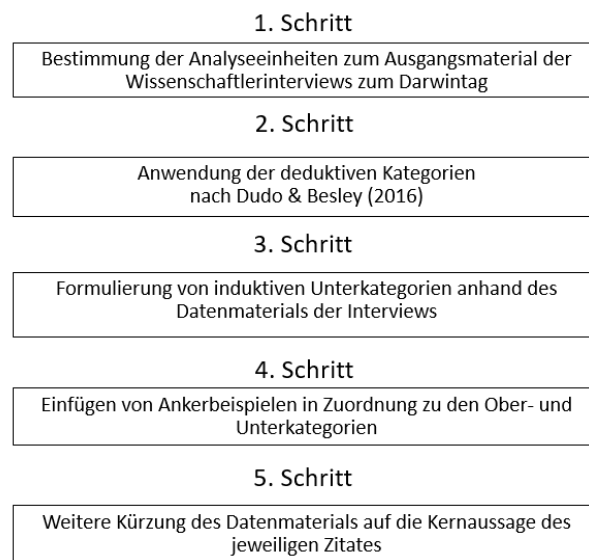 1. Schritt
Bestimmung der Analyseeinheiten zum Ausgangsmaterial der
Wissenschaftlerinterviews zum Darwintag
2. Schritt
Anwendung der deduktiven Kategorien
nach Dudo & Besley (2016)
3. Schritt
Formulierung von induktiven Unterkategorien anhand des
Datenmaterials der Interviews
4. Schritt
Einfügen von Ankerbeispielen in Zuordnung zu den Ober- und
Unterkategorien
5. Schritt
Weitere Kürzung des Datenmaterials auf die Kernaussage des
jeweiligen Zitates